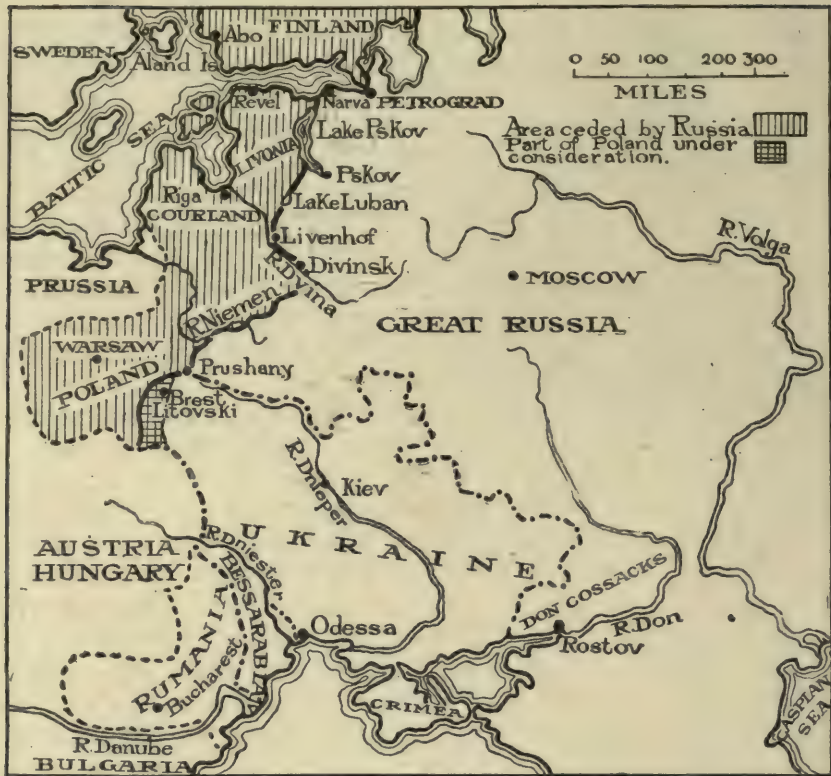 SWEDEN
FINLAND
Abo
Aland Is.
0 50 100 200 300
MILES
Revel
Narva
PETROGRAD
Area ceded by Russia
Part of Poland under
consideration.
BALTIC SEA
LIVONIA
Lake Pskov
Pskov
Riga
COURLAND
Lake Luban
Livenhof
R. Volga
R. Dvina
Divinsk
MOSCOW
PRUSSIA
R. Niemen
GREAT RUSSIA
WARSAW
POLAND
Prushany
Brest
Litovski
R. Dnieper
Kiev
UKRAINE
AUSTRIA
HUNGARY
R. Dniester
BESSARABIA
RUMANIA
Bucharest
Odessa
DON COSSACKS
R. Don
Rostov
CRIMEA
CASPIAN
SEA
R. Danube
BULGARIA